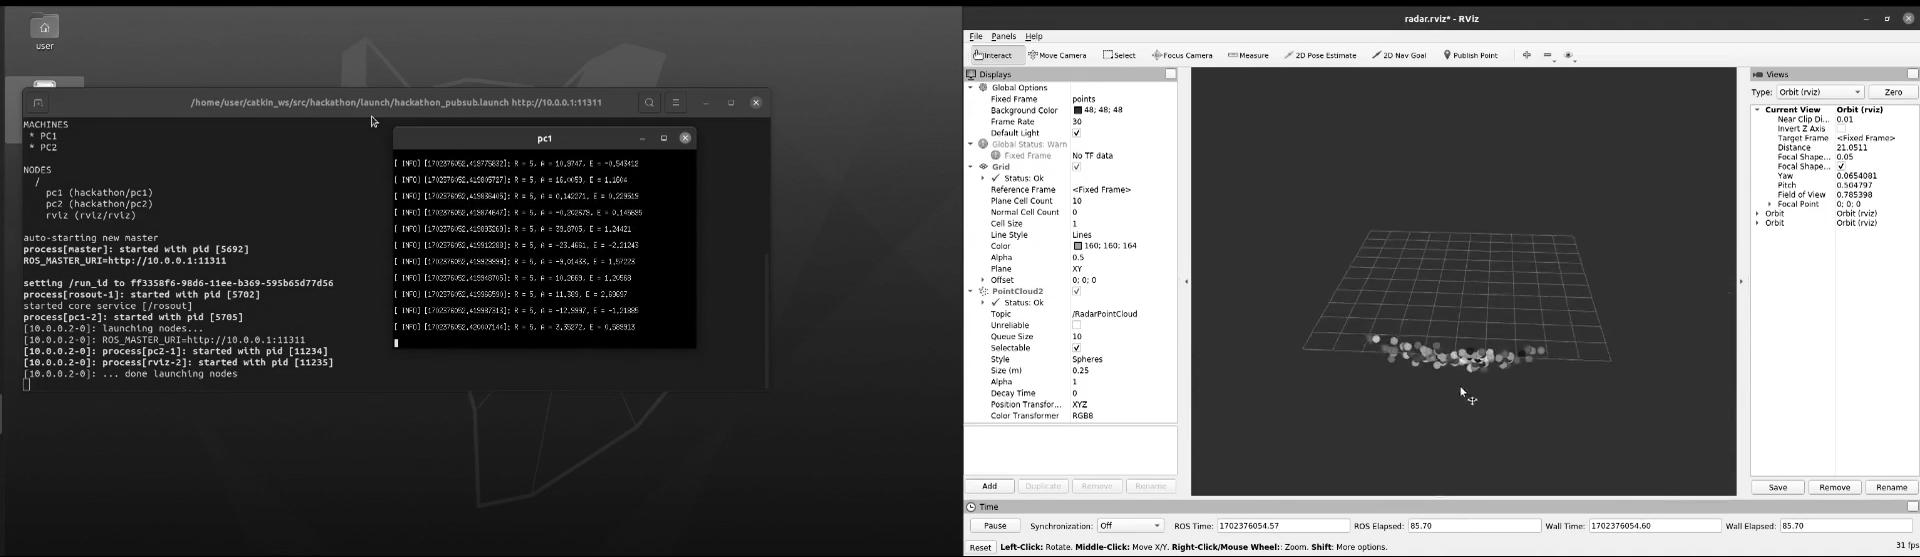 user
/home/user/catkin_ws/src/hackathon/launch/hackathon_pubsub.launch http://10.0.0.1:11311
MACHINES
* PC1
* PC2
NODES
/
pc1 (hackathon/pc1)
pc2 (hackathon/pc2)
rviz (rviz/rviz)
auto-starting new master
process[master]: started with pid [5692]
ROS_MASTER_URI=http://10.0.0.1:11311
setting /run_id to ff3358f6-98d6-11ee-b369-595b65d77d56
process[rosout-1]: started with pid [5702]
started core service [/rosout]
process[pc1-2]: started with pid [5705]
[10.0.0.2-0]: launching nodes...
[10.0.0.2-0]: ROS_MASTER_URI=http://10.0.0.1:11311
[10.0.0.2-0]: process[pc2-1]: started with pid [11234]
[10.0.0.2-0]: process[rviz-2]: started with pid [11235]
[10.0.0.2-0]: ... done launching nodes
pc1
[ INFO] [1702376052.419775832]: R = 5, A = 10.9747, E = -0.543412
[ INFO] [1702376052.419805727]: R = 5, A = 16.0053, E = 1.1604
[ INFO] [1702376052.419836405]: R = 5, A = 0.142271, E = 0.229519
[ INFO] [1702376052.419874647]: R = 5, A = -0.202679, E = 0.145695
[ INFO] [1702376052.419893269]: R = 5, A = 39.8705, E = 1.24421
[ INFO] [1702376052.419912288]: R = 5, A = -23.4661, E = -2.21243
[ INFO] [1702376052.419929999]: R = 5, A = -9.01433, E = 1.57223
[ INFO] [1702376052.419948705]: R = 5, A = 10.2669, E = 1.20568
[ INFO] [1702376052.419966590]: R = 5, A = 11.389, E = 2.69697
[ INFO] [1702376052.419987313]: R = 5, A = -12.9997, E = -1.21885
[ INFO] [1702376052.420007144]: R = 5, A = 2.35272, E = 0.589913
radar.rviz* - RViz
File Panels Help
Interact Move Camera Select Focus Camera Measure 2D Pose Estimate 2D Nav Goal Publish Point
Displays
Global Options
Fixed Frame points
Background Color 48; 48; 48
Frame Rate 30
Default Light
Global Status: Warn
Fixed Frame No TF data
Grid
Status: Ok
Reference Frame <Fixed Frame>
Plane Cell Count 10
Normal Cell Count 0
Cell Size 1
Line Style Lines
Color 160; 160; 164
Alpha 0.5
Plane XY
Offset 0; 0; 0
PointCloud2
Status: Ok
Topic /RadarPointCloud
Unreliable
Queue Size 10
Selectable
Style Spheres
Size (m) 0.25
Alpha 1
Decay Time 0
Position Transfor... XYZ
Color Transformer RGB8
Add Duplicate Remove Rename
Views
Type: Orbit (rviz) Zero
Current View Orbit (rviz)
Near Clip Di... 0.01
Invert Z Axis
Target Frame <Fixed Frame>
Distance 21.0511
Focal Shape... 0.05
Focal Shape...
Yaw 0.0654081
Pitch 0.504797
Field of View 0.785398
Focal Point 0; 0; 0
Orbit Orbit (rviz)
Orbit Orbit (rviz)
Save Remove Rename
Time
Pause Synchronization: Off ROS Time: 1702376054.57 ROS Elapsed: 85.70 Wall Time: 1702376054.60 Wall Elapsed: 85.70
Reset Left-Click: Rotate. Middle-Click: Move X/Y. Right-Click/Mouse Wheel:: Zoom. Shift: More options. 31 fps